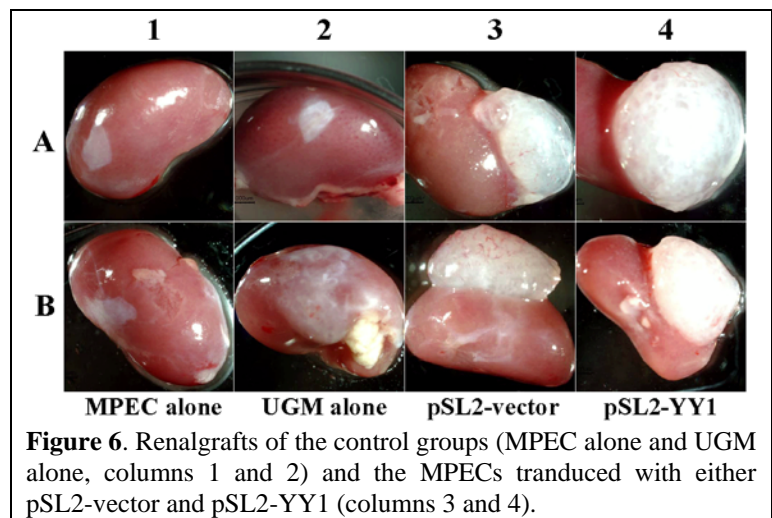 1 2 3 4
A
B
MPEC alone UGM alone pSL2-vector pSL2-YY1
Figure 6. Renalgrafts of the control groups (MPEC alone and UGM
alone, columns 1 and 2) and the MPECs tranduced with either
pSL2-vector and pSL2-YY1 (columns 3 and 4).